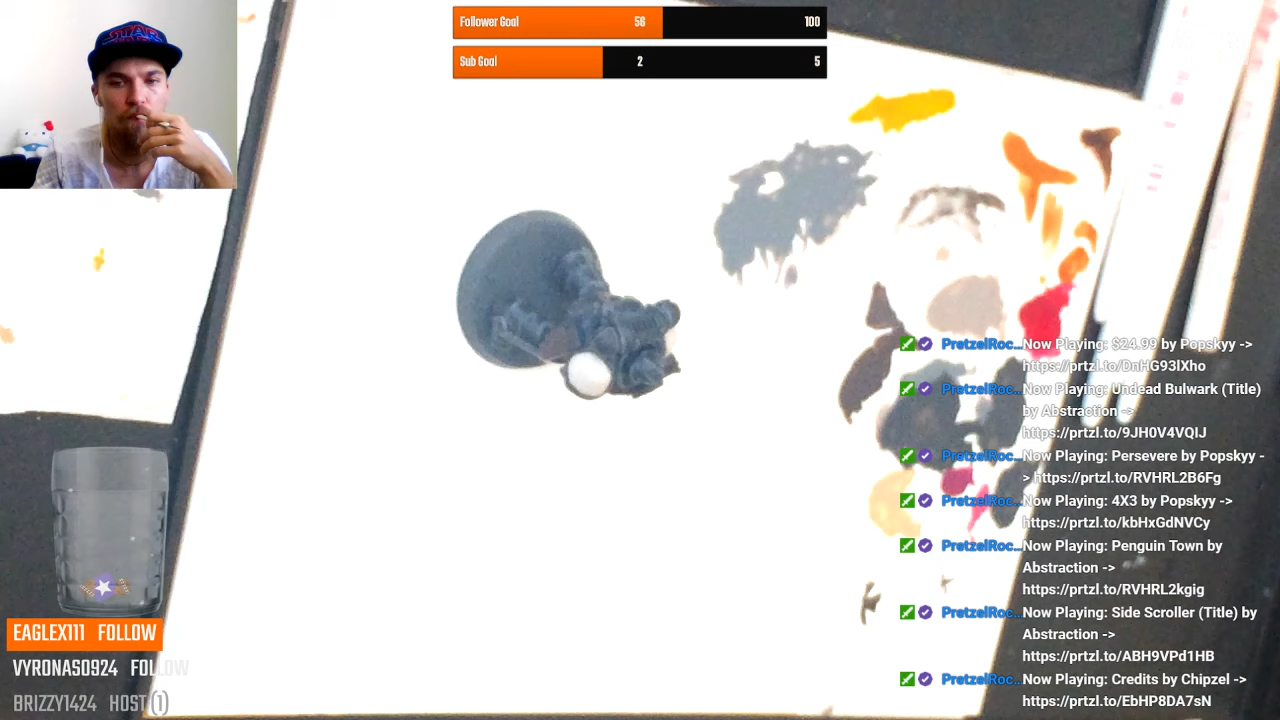 STAR
Follower Goal 56 100
Sub Goal 2 5
PretzelRoc... Now Playing: $24.99 by Popskyy ->
https://prtzl.to/DnHG93lXho
PretzelRoc... Now Playing: Undead Bulwark (Title)
by Abstraction ->
https://prtzl.to/9JH0V4VQIJ
PretzelRoc... Now Playing: Persevere by Popskyy -
> https://prtzl.to/RVHRL2B6Fg
PretzelRoc... Now Playing: 4X3 by Popskyy ->
https://prtzl.to/kbHxGdNVCy
PretzelRoc... Now Playing: Penguin Town by
Abstraction ->
https://prtzl.to/RVHRL2kgig
PretzelRoc... Now Playing: Side Scroller (Title) by
Abstraction ->
https://prtzl.to/ABH9VPd1HB
PretzelRoc... Now Playing: Credits by Chipzel ->
https://prtzl.to/EbHP8DA7sN
EAGLEX111 FOLLOW
VYRONAS0924 FOLLOW
BRIZZY1424 HOST (1)